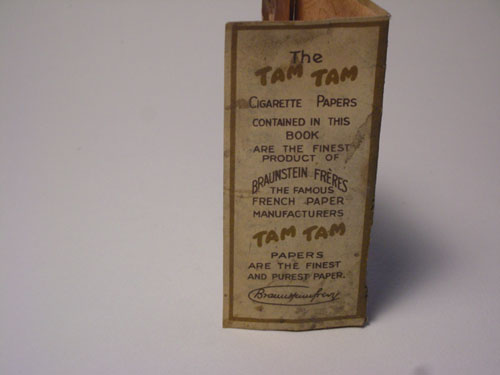 The
TAM TAM
CIGARETTE PAPERS
CONTAINED IN THIS
BOOK
ARE THE FINEST
PRODUCT OF
BRAUNSTEIN FRÈRES
THE FAMOUS
FRENCH PAPER
MANUFACTURERS
TAM TAM
PAPERS
ARE THE FINEST
AND PUREST PAPER.